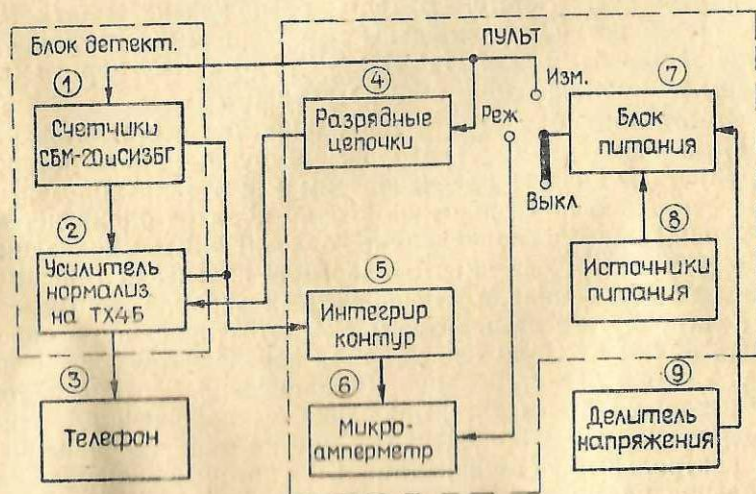 Блок детект.
ПУЛЬТ
1
Счетчики
СБМ-20иСИ3БГ
2
Усилитель
нормализ
на ТХ4Б
3
Телефон
4
Разрядные
цепочки
Изм.
Реж.
Выкл
5
Интегрир
контур
6
Микро-
амперметр
7
Блок
питания
8
Источники
питания
9
Делитель
напряжения